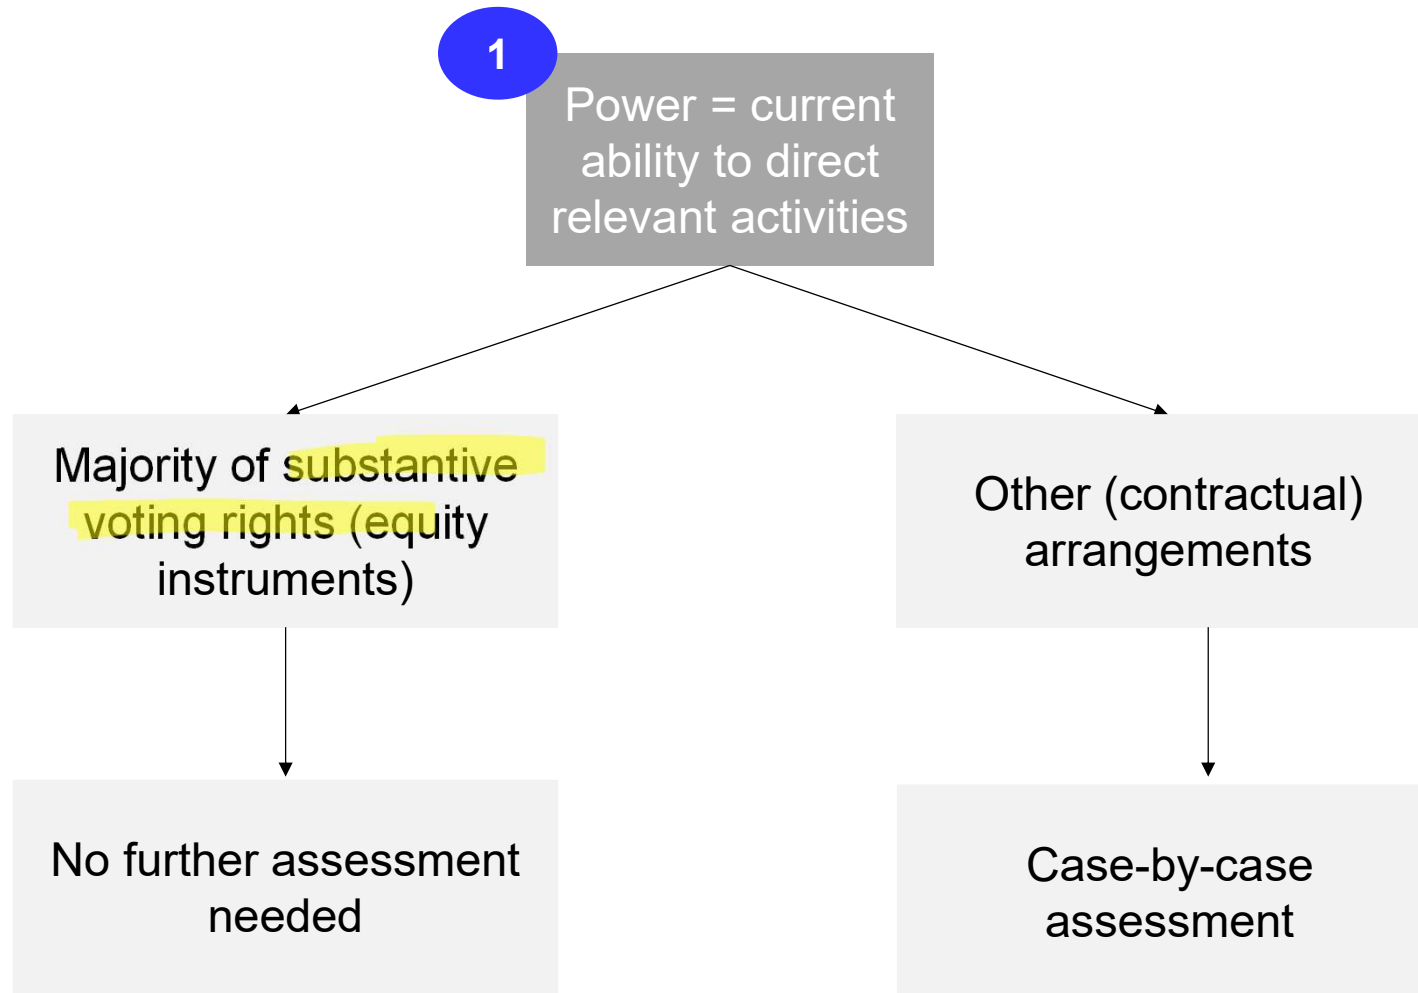 1
Power = current
ability to direct
relevant activities
Majority of substantive
voting rights (equity
instruments)
Other (contractual)
arrangements
No further assessment
needed
Case-by-case
assessment